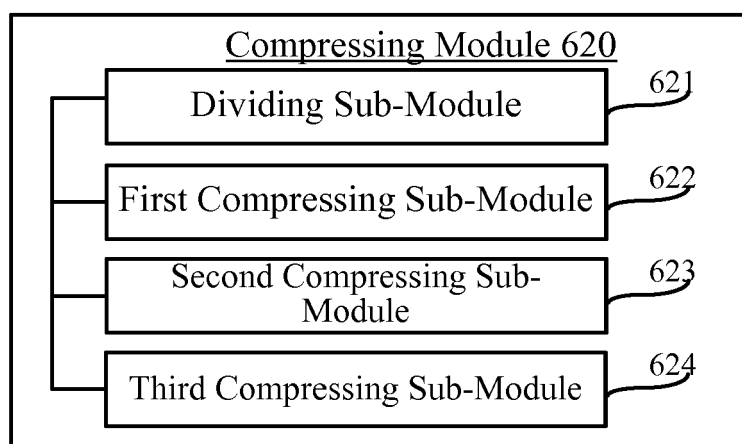 Compressing Module 620
Dividing Sub-Module
621
First Compressing Sub-Module
622
Second Compressing Sub-
Module
623
Third Compressing Sub-Module
624